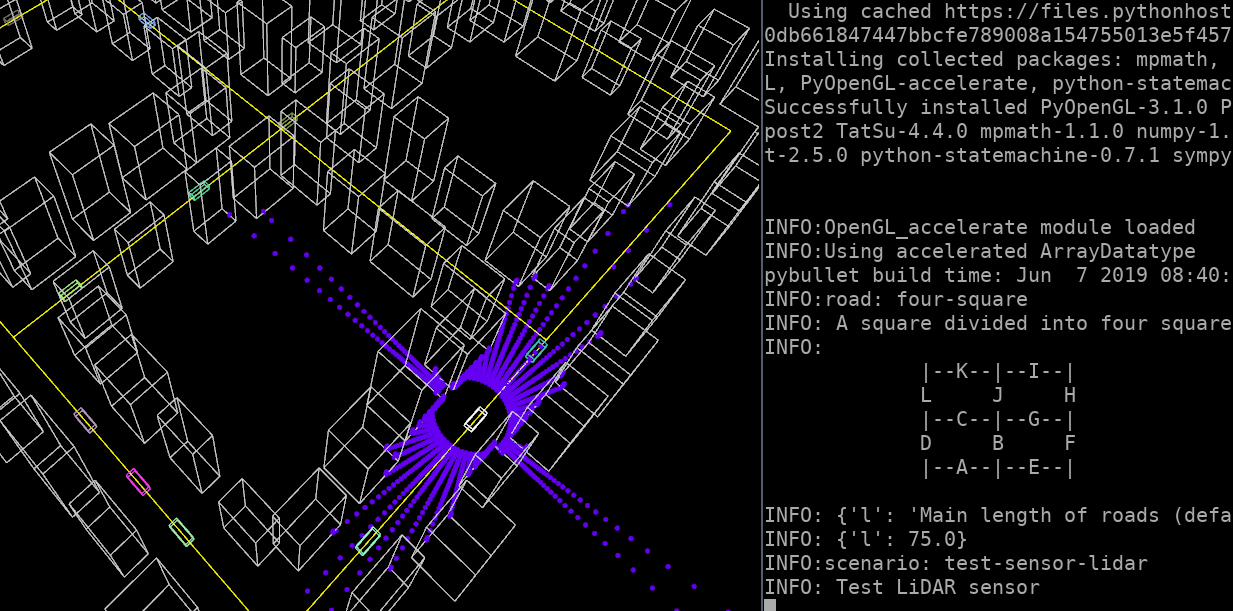 Using cached https://files.pythonhost
0db661847447bbcfe789008a154755013e5f457
Installing collected packages: mpmath,
L, PyOpenGL-accelerate, python-statemac
Successfully installed PyOpenGL-3.1.0 P
post2 TatSu-4.4.0 mpmath-1.1.0 numpy-1.
t-2.5.0 python-statemachine-0.7.1 sympy
INFO:OpenGL_accelerate module loaded
INFO:Using accelerated ArrayDatatype
pybullet build time: Jun  7 2019 08:40:
INFO:road: four-square
INFO: A square divided into four square
INFO:
|--K--|--I--|
L     J     H
|--C--|--G--|
D     B     F
|--A--|--E--|
INFO: {'l': 'Main length of roads (defa
INFO: {'l': 75.0}
INFO:scenario: test-sensor-lidar
INFO: Test LiDAR sensor